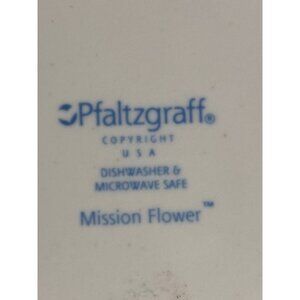 Pfaltzgraff®
COPYRIGHT
USA
DISHWASHER &
MICROWAVE SAFE
Mission Flower™